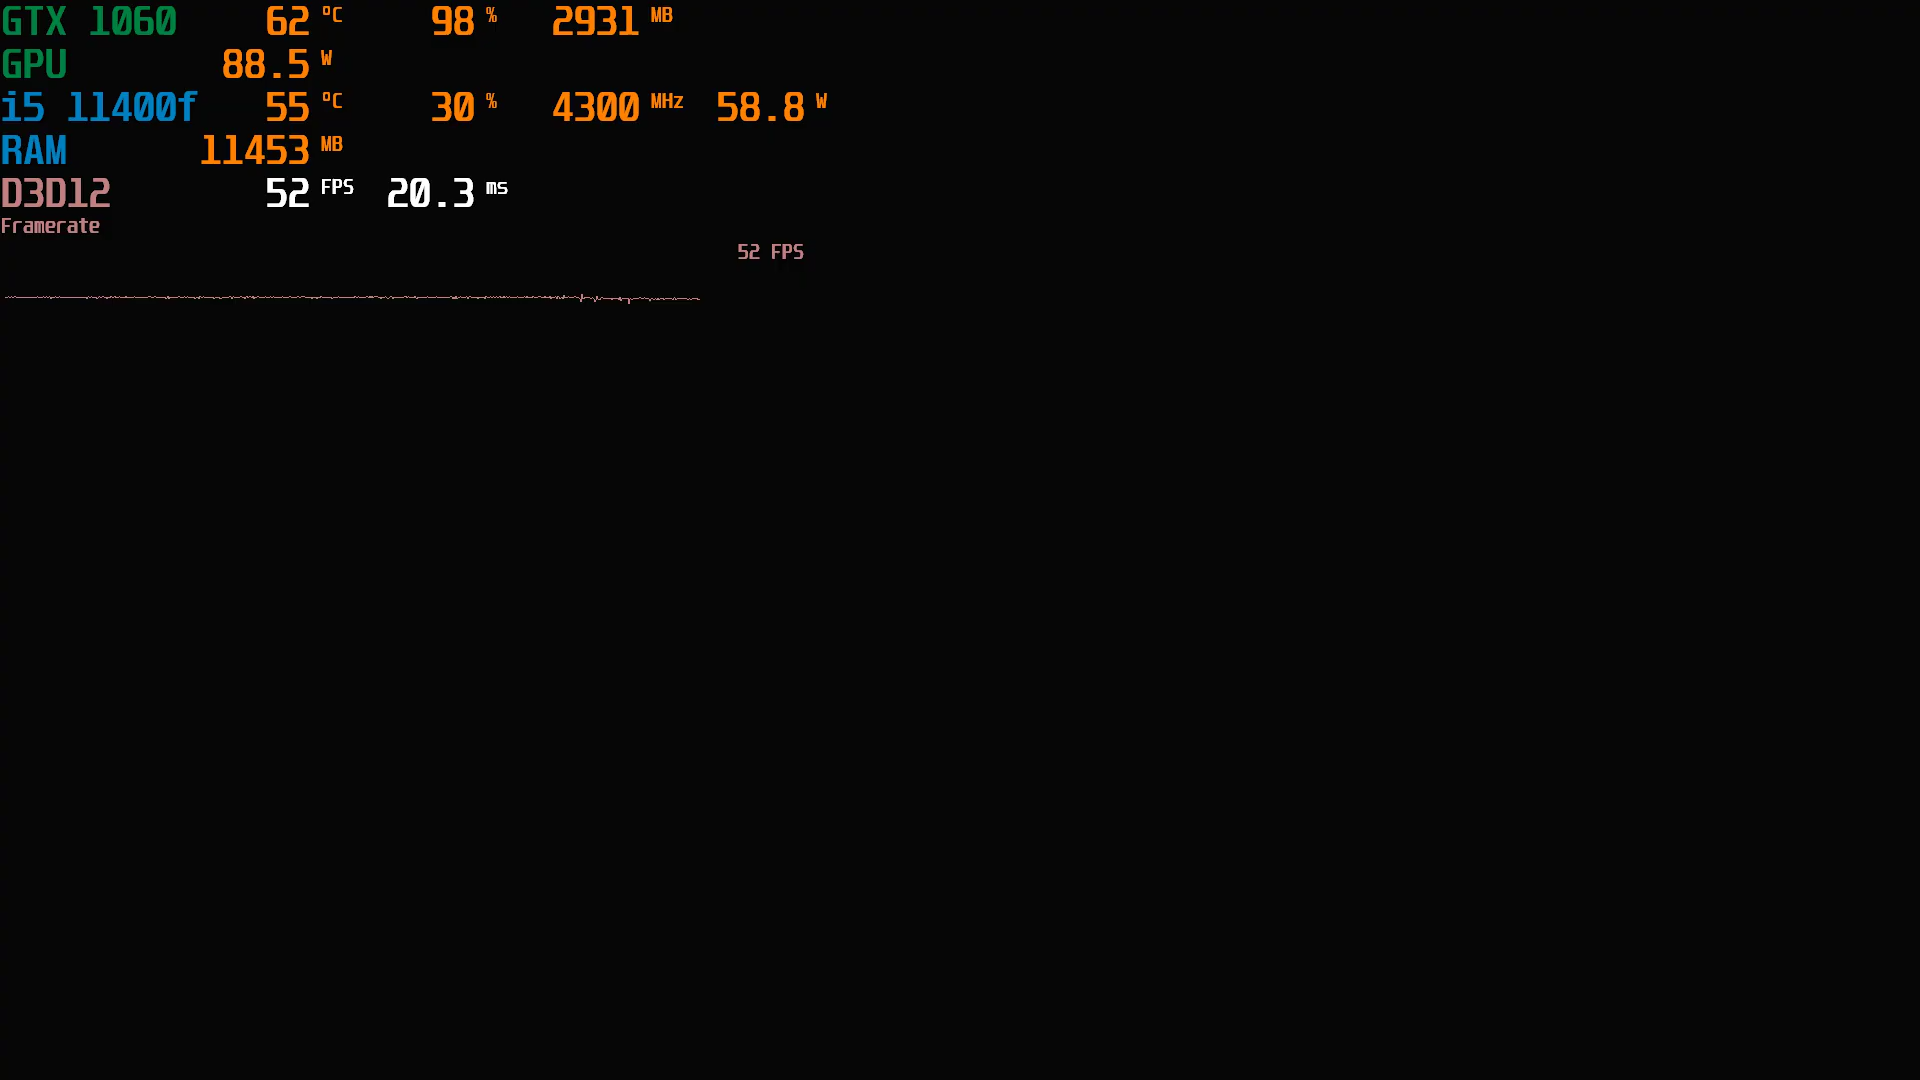 GTX 1060 62 °C 98 % 2931 MB
GPU 88.5 W
i5 11400f 55 °C 30 % 4300 MHz 58.8 W
RAM 11453 MB
D3D12 52 FPS 20.3 ms
Framerate
52 FPS